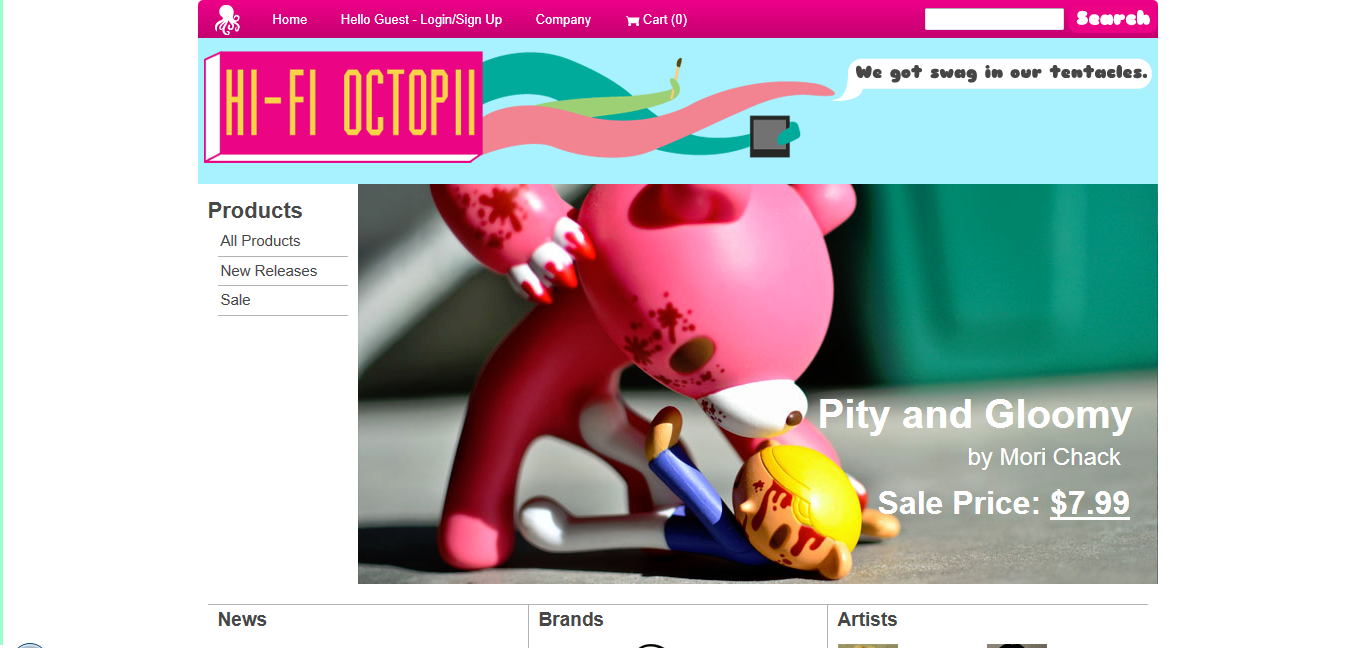 Home
Hello Guest - Login/Sign Up
Company
Cart (0)
Search
HI-FI OCTOPII
We got swag in our tentacles.
Products
All Products
New Releases
Sale
Pity and Gloomy
by Mori Chack
Sale Price: $7.99
News
Brands
Artists